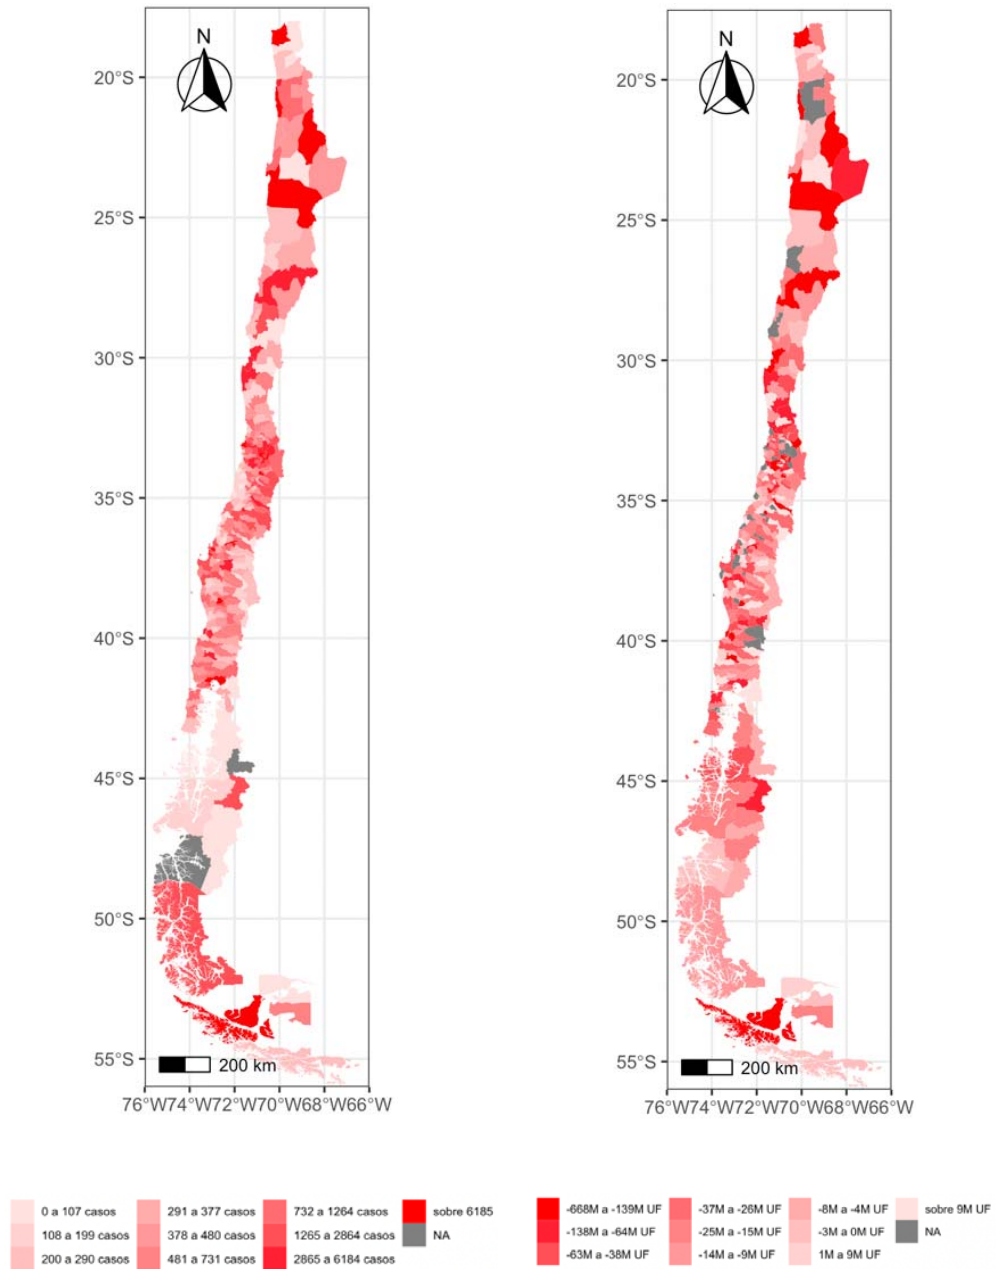 N
20°S
25°S
30°S
35°S
40°S
45°S
50°S
55°S
200 km
76°W74°W72°W70°W68°W66°W
N
20°S
25°S
30°S
35°S
40°S
45°S
50°S
55°S
200 km
76°W74°W72°W70°W68°W66°W
0 a 107 casos
108 a 199 casos
200 a 290 casos
291 a 377 casos
378 a 480 casos
481 a 731 casos
732 a 1264 casos
1265 a 2864 casos
2865 a 6184 casos
sobre 6185
NA
-668M a -139M UF
-138M a -64M UF
-63M a -38M UF
-37M a -26M UF
-25M a -15M UF
-14M a -9M UF
-8M a -4M UF
-3M a 0M UF
1M a 9M UF
sobre 9M UF
NA